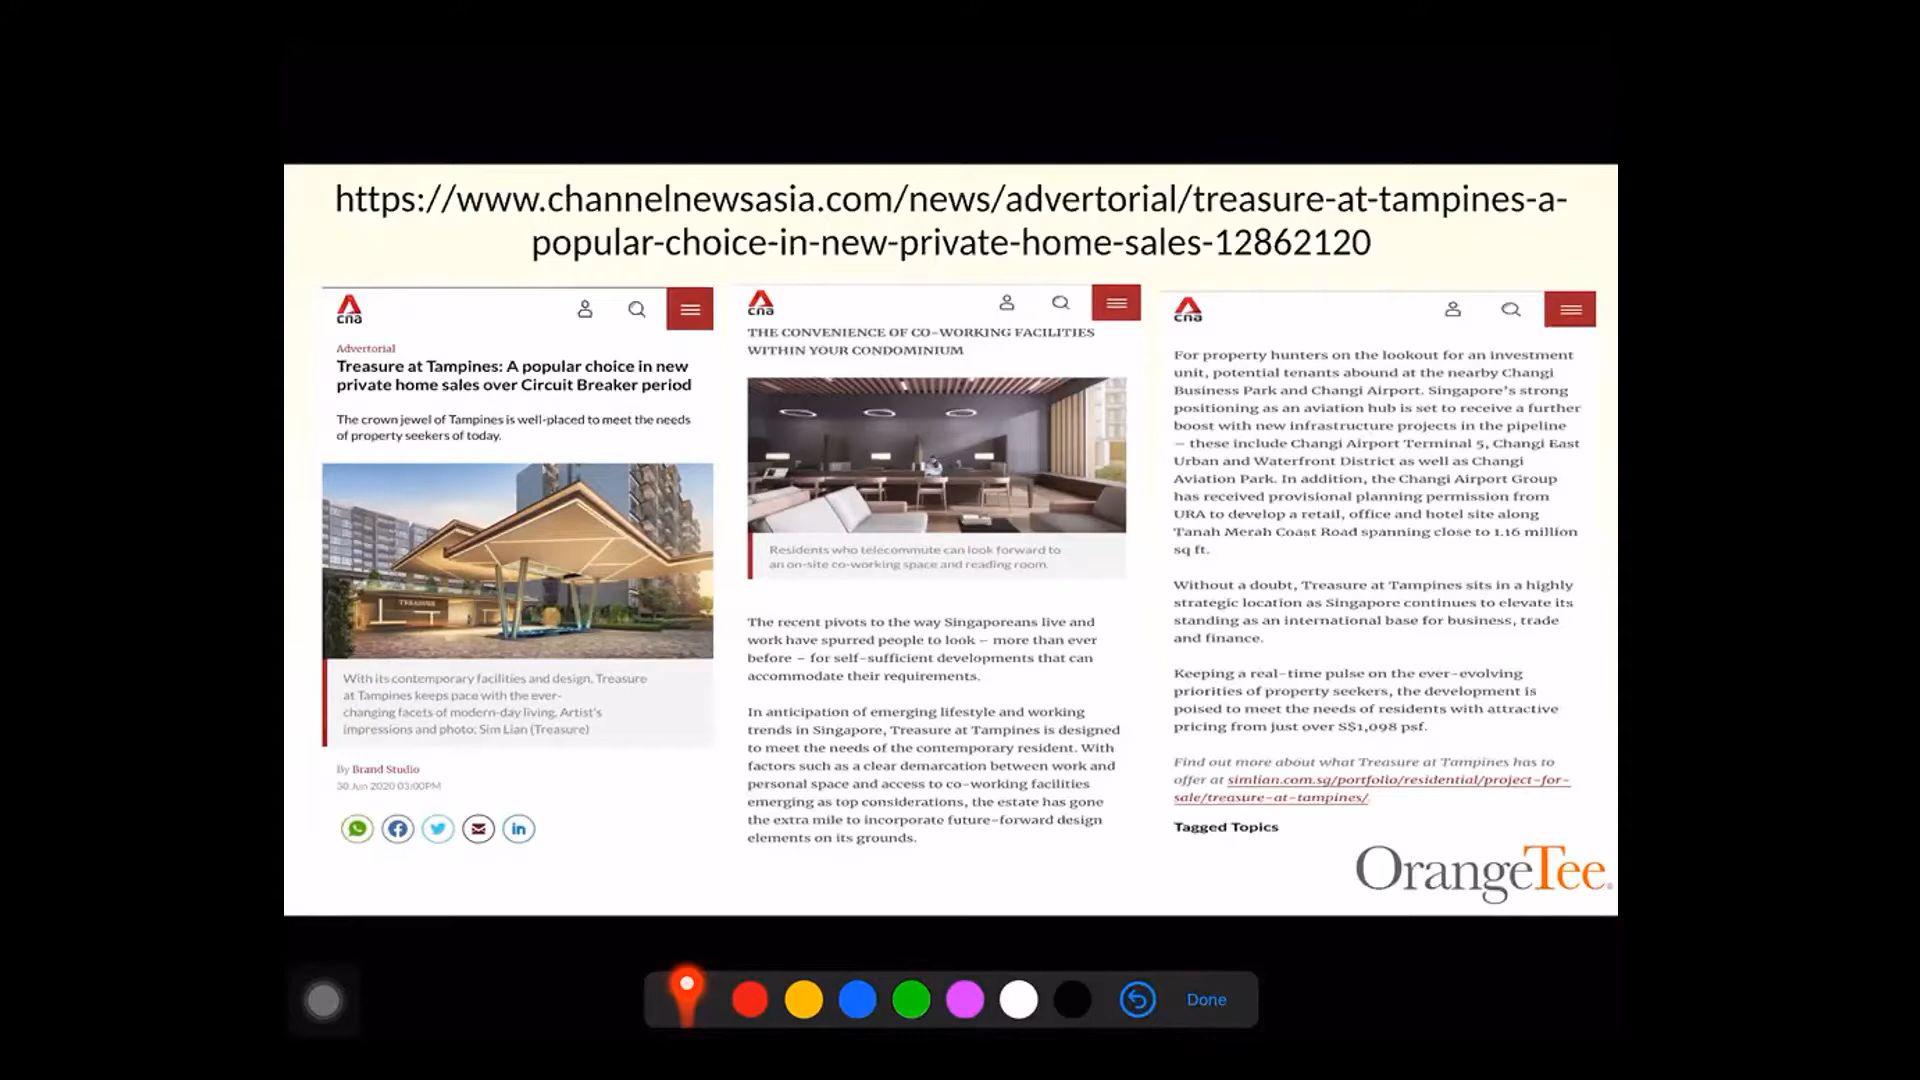 https://www.channelnewsasia.com/news/advertorial/treasure-at-tampines-a-
popular-choice-in-new-private-home-sales-12862120
cna
Advertorial
Treasure at Tampines: A popular choice in new
private home sales over Circuit Breaker period
The crown jewel of Tampines is well-placed to meet the needs
of property seekers of today.
TREASURE
With its contemporary facilities and design, Treasure
at Tampines keeps pace with the ever-
changing facets of modern-day living. Artist's
impressions and photo: Sim Lian (Treasure)
By Brand Studio
30 Jun 2020 03:00PM
cna
THE CONVENIENCE OF CO-WORKING FACILITIES
WITHIN YOUR CONDOMINIUM
Residents who telecommute can look forward to
an on-site co-working space and reading room.
The recent pivots to the way Singaporeans live and
work have spurred people to look – more than ever
before – for self-sufficient developments that can
accommodate their requirements.
In anticipation of emerging lifestyle and working
trends in Singapore, Treasure at Tampines is designed
to meet the needs of the contemporary resident. With
factors such as a clear demarcation between work and
personal space and access to co-working facilities
emerging as top considerations, the estate has gone
the extra mile to incorporate future-forward design
elements on its grounds.
cna
For property hunters on the lookout for an investment
unit, potential tenants abound at the nearby Changi
Business Park and Changi Airport. Singapore's strong
positioning as an aviation hub is set to receive a further
boost with new infrastructure projects in the pipeline
– these include Changi Airport Terminal 5, Changi East
Urban and Waterfront District as well as Changi
Aviation Park. In addition, the Changi Airport Group
has received provisional planning permission from
URA to develop a retail, office and hotel site along
Tanah Merah Coast Road spanning close to 1.16 million
sq ft.
Without a doubt, Treasure at Tampines sits in a highly
strategic location as Singapore continues to elevate its
standing as an international base for business, trade
and finance.
Keeping a real-time pulse on the ever-evolving
priorities of property seekers, the development is
poised to meet the needs of residents with attractive
pricing from just over S$1,098 psf.
Find out more about what Treasure at Tampines has to
offer at simlian.com.sg/portfolio/residential/project-for-
sale/treasure-at-tampines/.
Tagged Topics
OrangeTee
Done